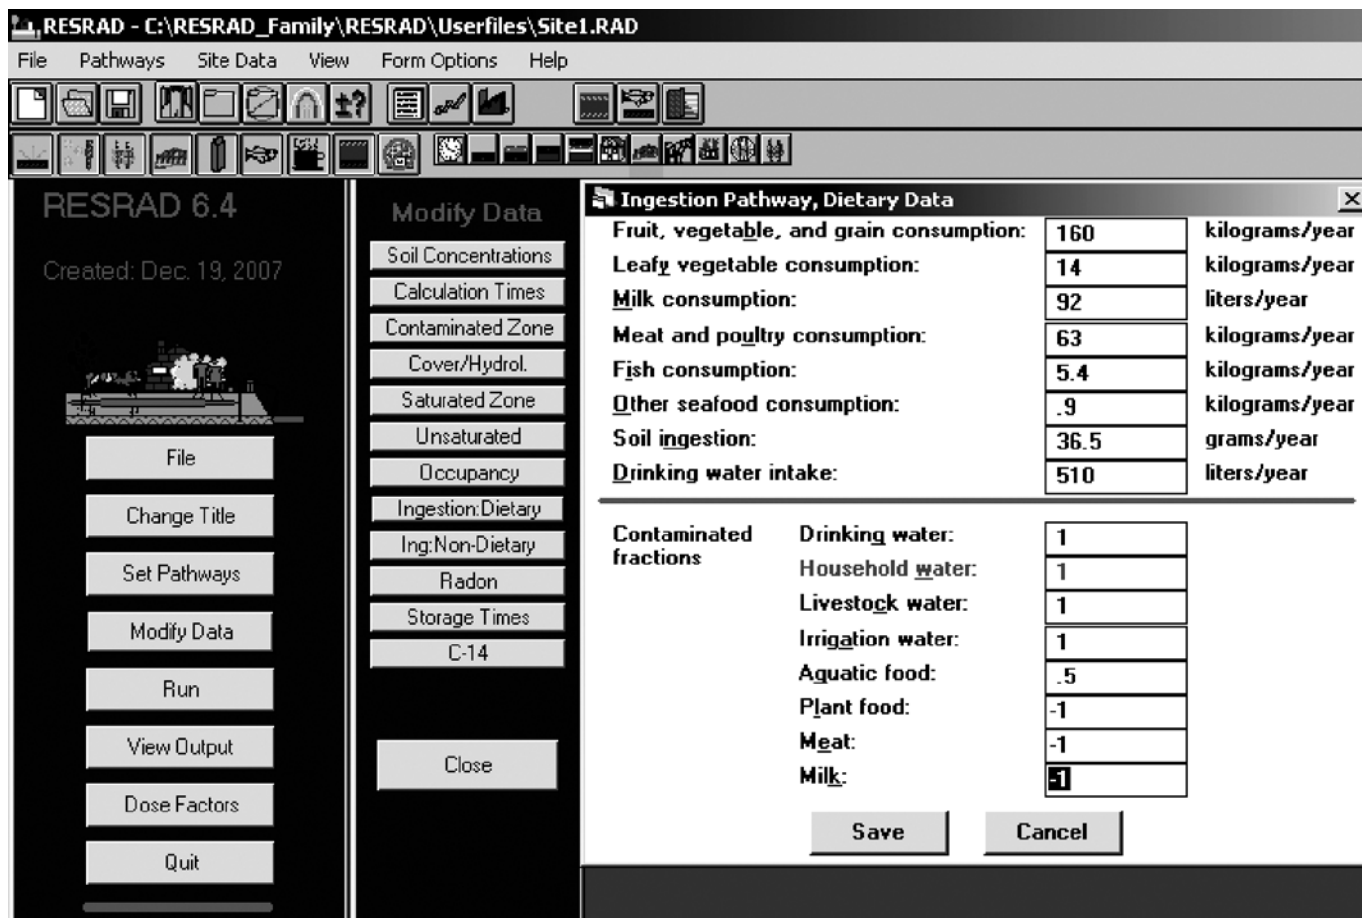 RESRAD - C:\RESRAD_Family\RESRAD\Userfiles\Site1.RAD
File Pathways Site Data View Form Options Help
±?
RESRAD 6.4
Created: Dec. 19, 2007
File
Change Title
Set Pathways
Modify Data
Run
View Output
Dose Factors
Quit
Modify Data
Soil Concentrations
Calculation Times
Contaminated Zone
Cover/Hydrol.
Saturated Zone
Unsaturated
Occupancy
Ingestion:Dietary
Ing:Non-Dietary
Radon
Storage Times
C-14
Close
Ingestion Pathway, Dietary Data
Fruit, vegetable, and grain consumption: 160 kilograms/year
Leafy vegetable consumption: 14 kilograms/year
Milk consumption: 92 liters/year
Meat and poultry consumption: 63 kilograms/year
Fish consumption: 5.4 kilograms/year
Other seafood consumption: .9 kilograms/year
Soil ingestion: 36.5 grams/year
Drinking water intake: 510 liters/year
Contaminated fractions
Drinking water: 1
Household water: 1
Livestock water: 1
Irrigation water: 1
Aquatic food: .5
Plant food: -1
Meat: -1
Milk: -1
Save Cancel